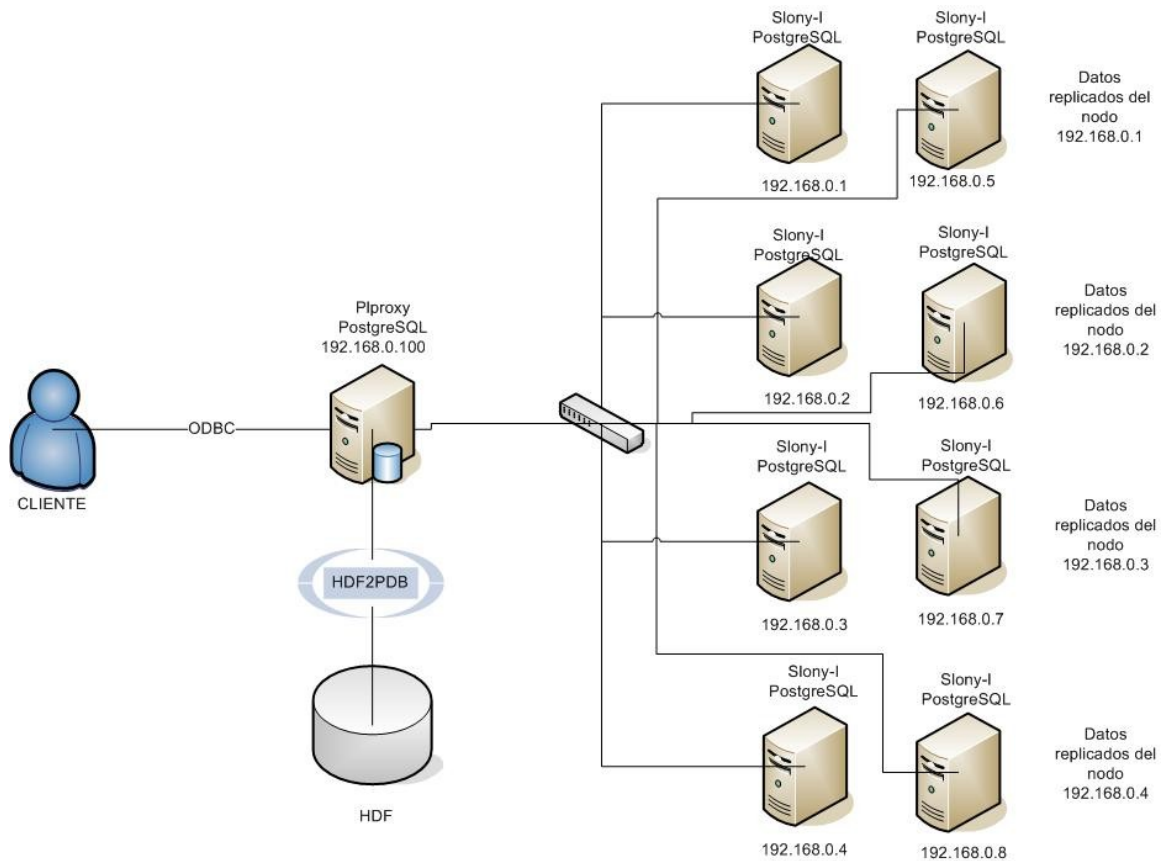 Slony-I
PostgreSQL
Slony-I
PostgreSQL
Datos
replicados del
nodo
192.168.0.1
192.168.0.1
192.168.0.5
Slony-I
PostgreSQL
Slony-I
PostgreSQL
Datos
replicados del
nodo
192.168.0.2
Plproxy
PostgreSQL
192.168.0.100
192.168.0.2
192.168.0.6
ODBC
CLIENTE
Slony-I
PostgreSQL
Slony-I
PostgreSQL
Datos
replicados del
nodo
192.168.0.3
HDF2PDB
192.168.0.3
192.168.0.7
Slony-I
PostgreSQL
Slony-I
PostgreSQL
Datos
replicados del
nodo
192.168.0.4
HDF
192.168.0.4
192.168.0.8